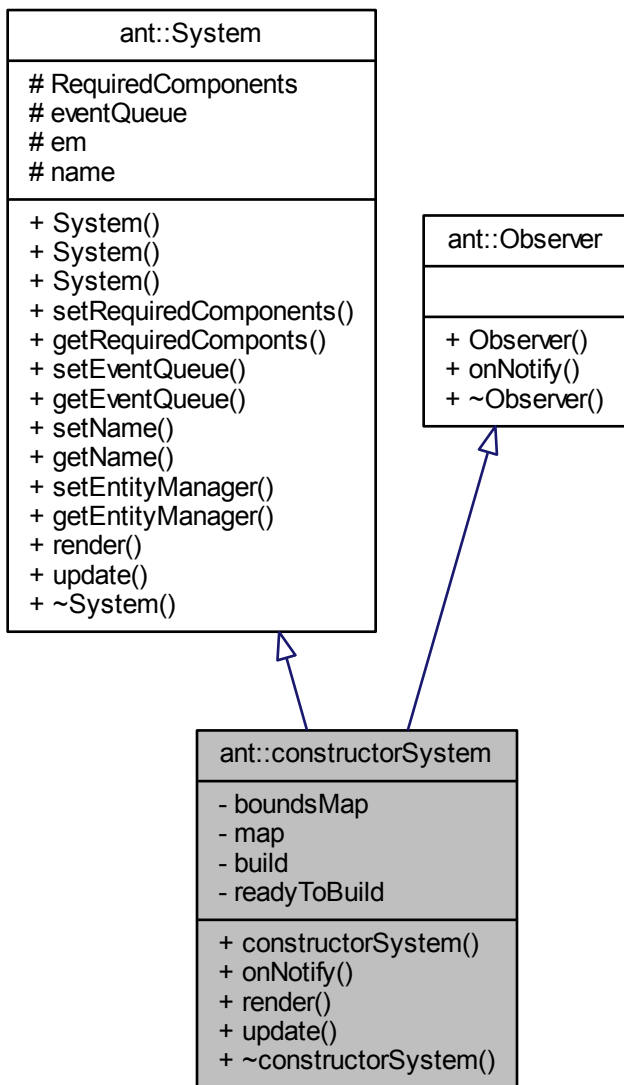 ant::System
# RequiredComponents
# eventQueue
# em
# name
+ System()
+ System()
+ System()
+ setRequiredComponents()
+ getRequiredComponts()
+ setEventQueue()
+ getEventQueue()
+ setName()
+ getName()
+ setEntityManager()
+ getEntityManager()
+ render()
+ update()
+ ~System()
ant::Observer
+ Observer()
+ onNotify()
+ ~Observer()
ant::constructorSystem
- boundsMap
- map
- build
- readyToBuild
+ constructorSystem()
+ onNotify()
+ render()
+ update()
+ ~constructorSystem()